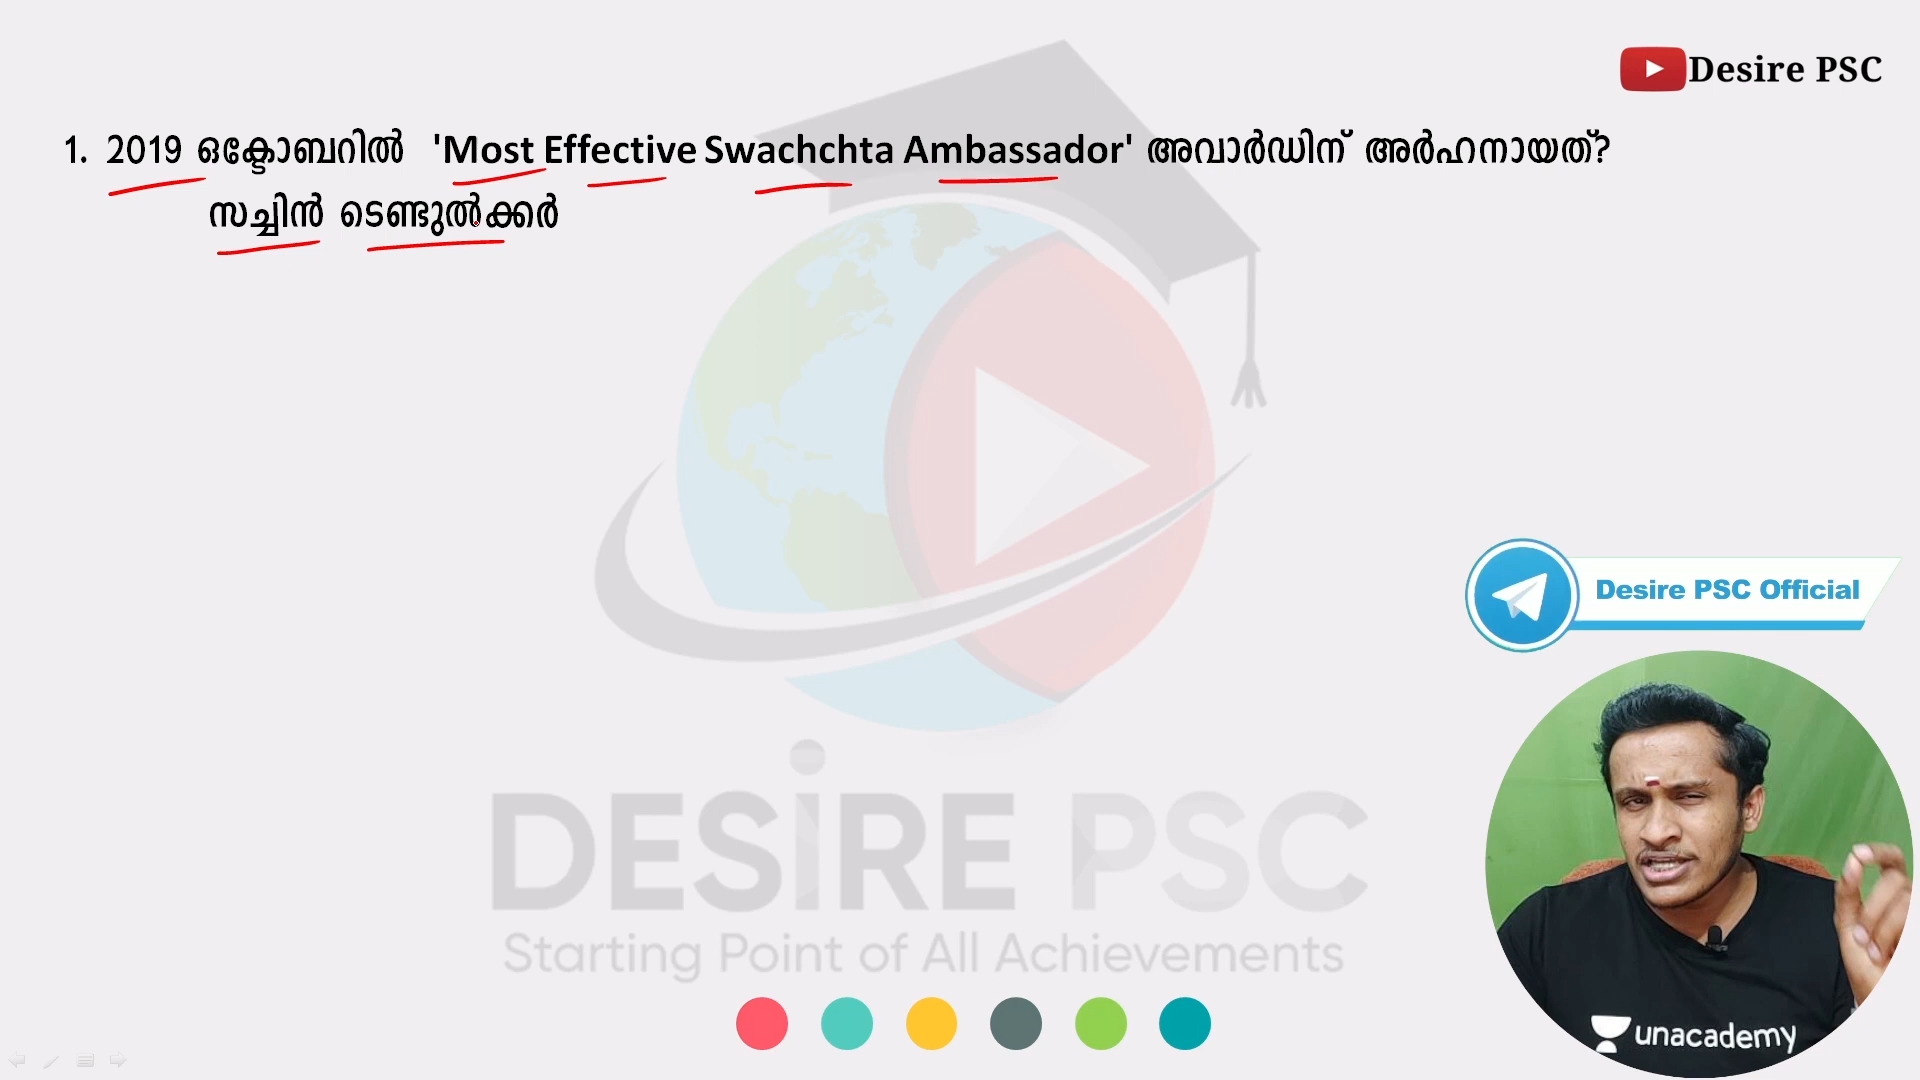 Desire PSC
1. 2019 ഒക്ടോബറിൽ 'Most Effective Swachchta Ambassador' അവാർഡിന് അർഹനായത്?
സച്ചിൻ ടെണ്ടുൽക്കർ
Desire PSC Official
DESiRE PSC
Starting Point of All Achievements
unacademy